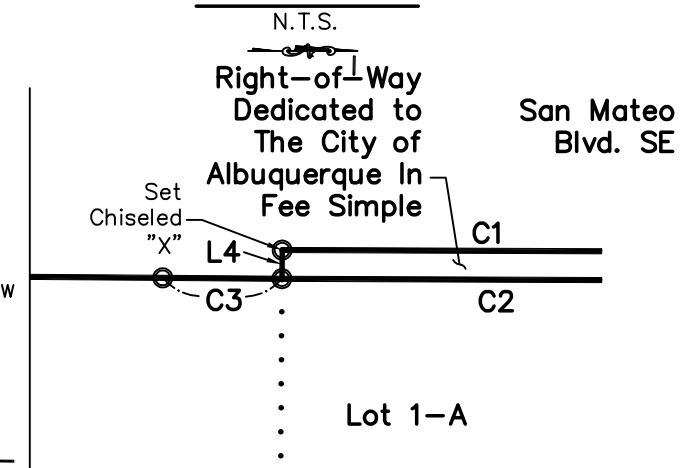 N.T.S.
Right-of-Way
Dedicated to
The City of
Albuquerque In
Fee Simple
San Mateo
Blvd. SE
Set
Chiseled
"X"
L4
C1
W
C3
C2
Lot 1-A